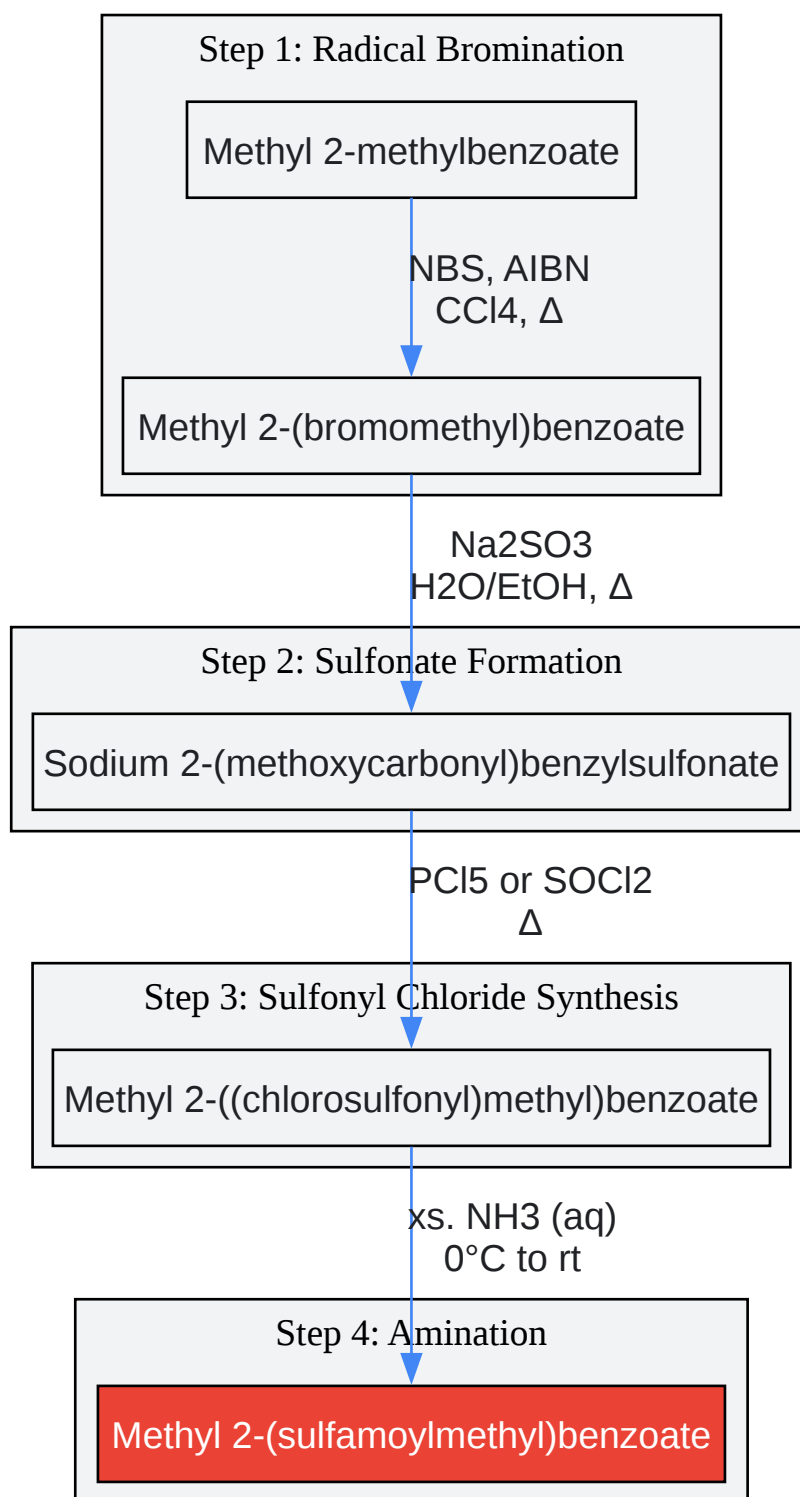 Step 1: Radical Bromination
Methyl 2-methylbenzoate
NBS, AIBN
CCl4, Δ
Methyl 2-(bromomethyl)benzoate
Na2SO3
H2O/EtOH, Δ
Step 2: Sulfonate Formation
Sodium 2-(methoxycarbonyl)benzylsulfonate
PCl5 or SOCl2
Δ
Step 3: Sulfonyl Chloride Synthesis
Methyl 2-((chlorosulfonyl)methyl)benzoate
xs. NH3 (aq)
0°C to rt
Step 4: Amination
Methyl 2-(sulfamoylmethyl)benzoate